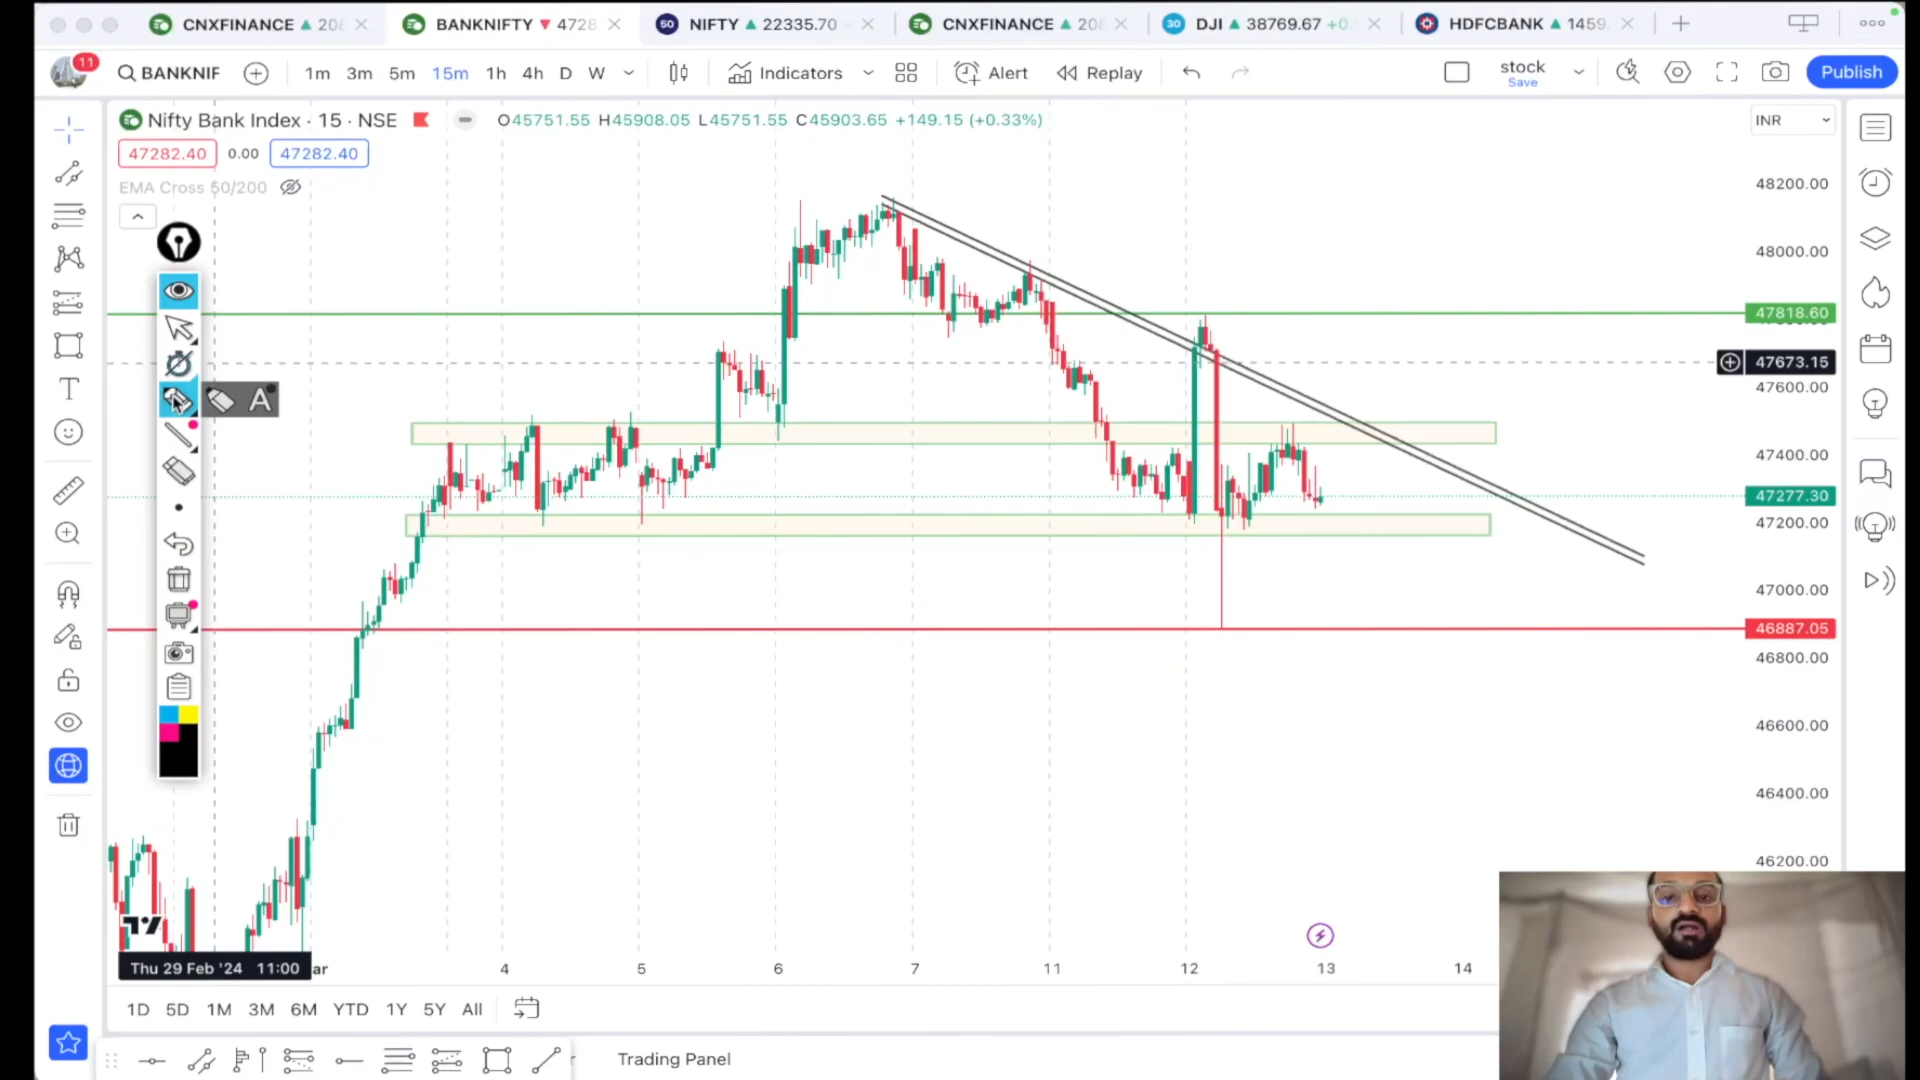 CNXFINANCE ▲ 208
BANKNIFTY ▼ 4728
50 NIFTY ▲ 22335.70
CNXFINANCE ▲ 208
30 DJI ▲ 38769.67 +0.
HDFCBANK ▲ 1459
11
BANKNIF
1m 3m 5m 15m 1h 4h D W
Indicators
Alert
Replay
stock
Save
Publish
Nifty Bank Index · 15 · NSE
O45751.55 H45908.05 L45751.55 C45903.65 +149.15 (+0.33%)
INR
47282.40 0.00 47282.40
EMA Cross 50/200
48200.00
48000.00
47818.60
47673.15
47600.00
47400.00
47277.30
47200.00
47000.00
46887.05
46800.00
46600.00
46400.00
46200.00
A
Thu 29 Feb '24 11:00 ar 4 5 6 7 11 12 13 14
1D 5D 1M 3M 6M YTD 1Y 5Y All
r Trading Panel